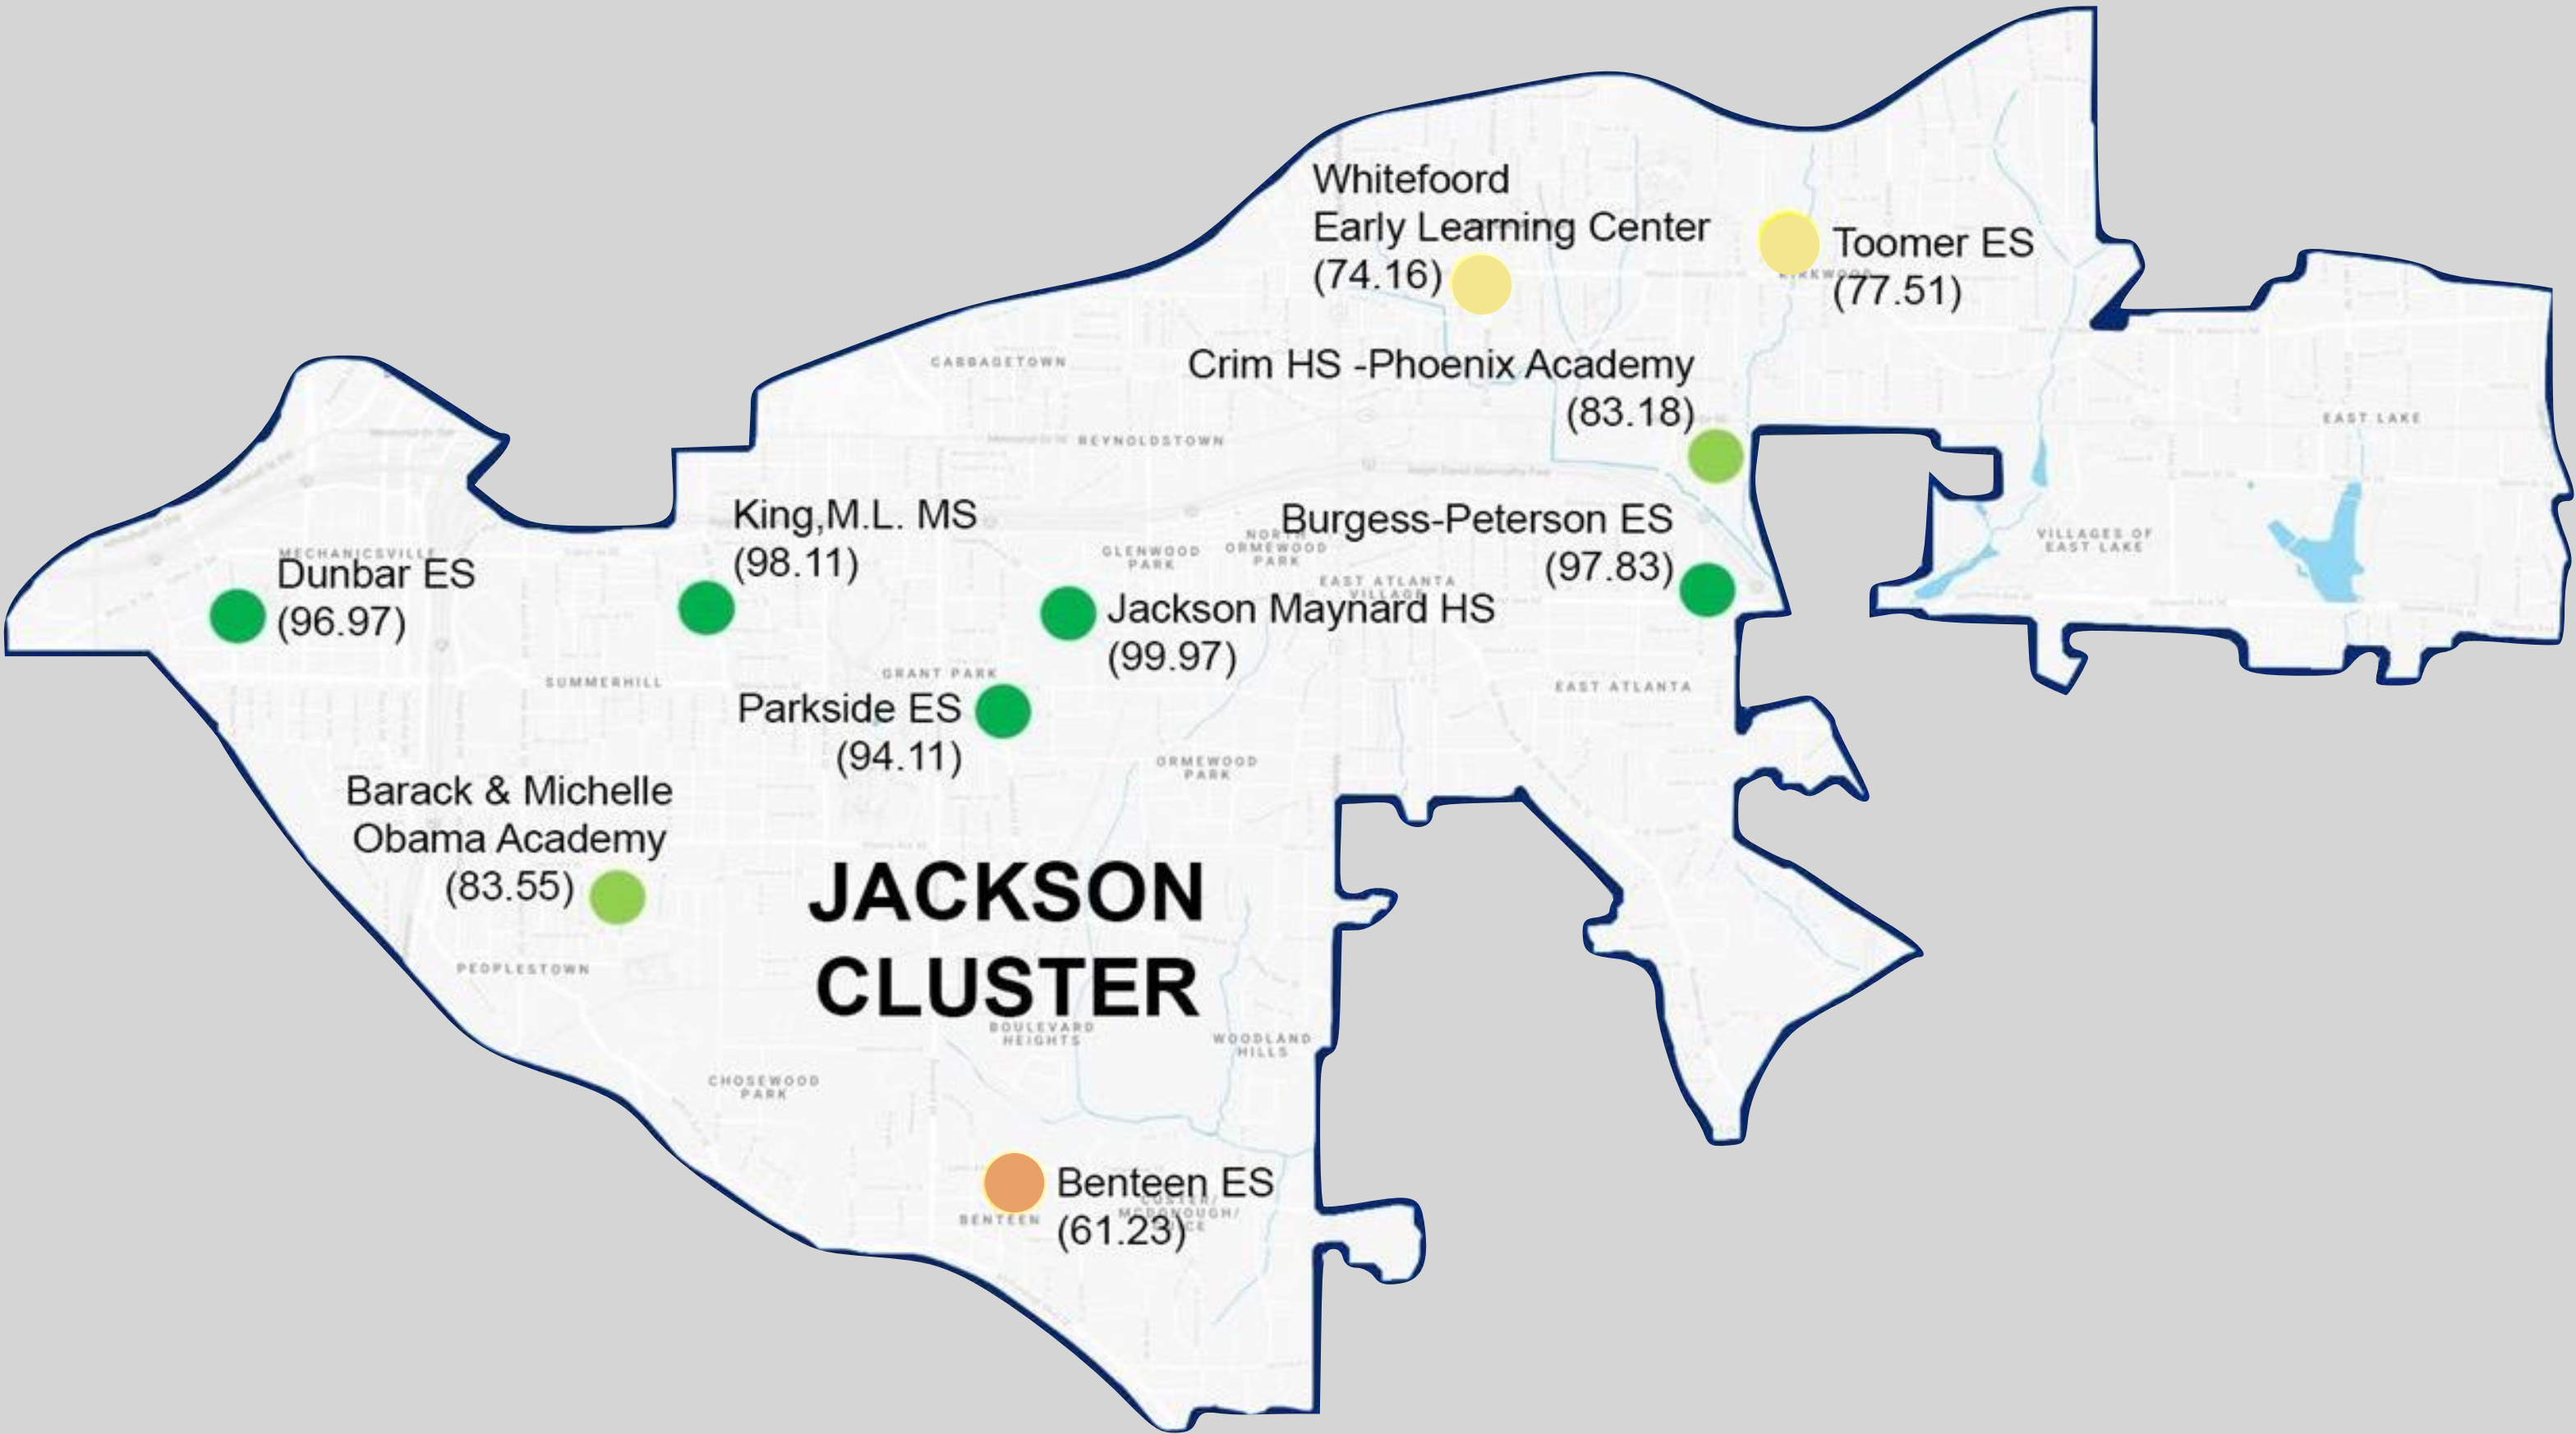 Whitefoord
Early Learning Center
(74.16)
Toomer ES
(77.51)
KIRKWOOD
CABBAGETOWN
Crim HS -Phoenix Academy
(83.18)
EAST LAKE
REYNOLDSTOWN
King,M.L. MS
(98.11)
Burgess-Peterson ES
(97.83)
NORTH
ORMEWOOD
PARK
GLENWOOD
PARK
VILLAGES OF
EAST LAKE
MECHANICSVILLE
Dunbar ES
(96.97)
EAST ATLANTA
VILLAGE
Jackson Maynard HS
(99.97)
SUMMERHILL
GRANT PARK
EAST ATLANTA
Parkside ES
(94.11)
ORMEWOOD
PARK
Barack & Michelle
Obama Academy
(83.55)
JACKSON
CLUSTER
PEOPLESTOWN
BOULEVARD
HEIGHTS
WOODLAND
HILLS
CHOSEWOOD
PARK
Benteen ES
(61.23)
BENTEEN
CUSTER/
MCDONOUGH/